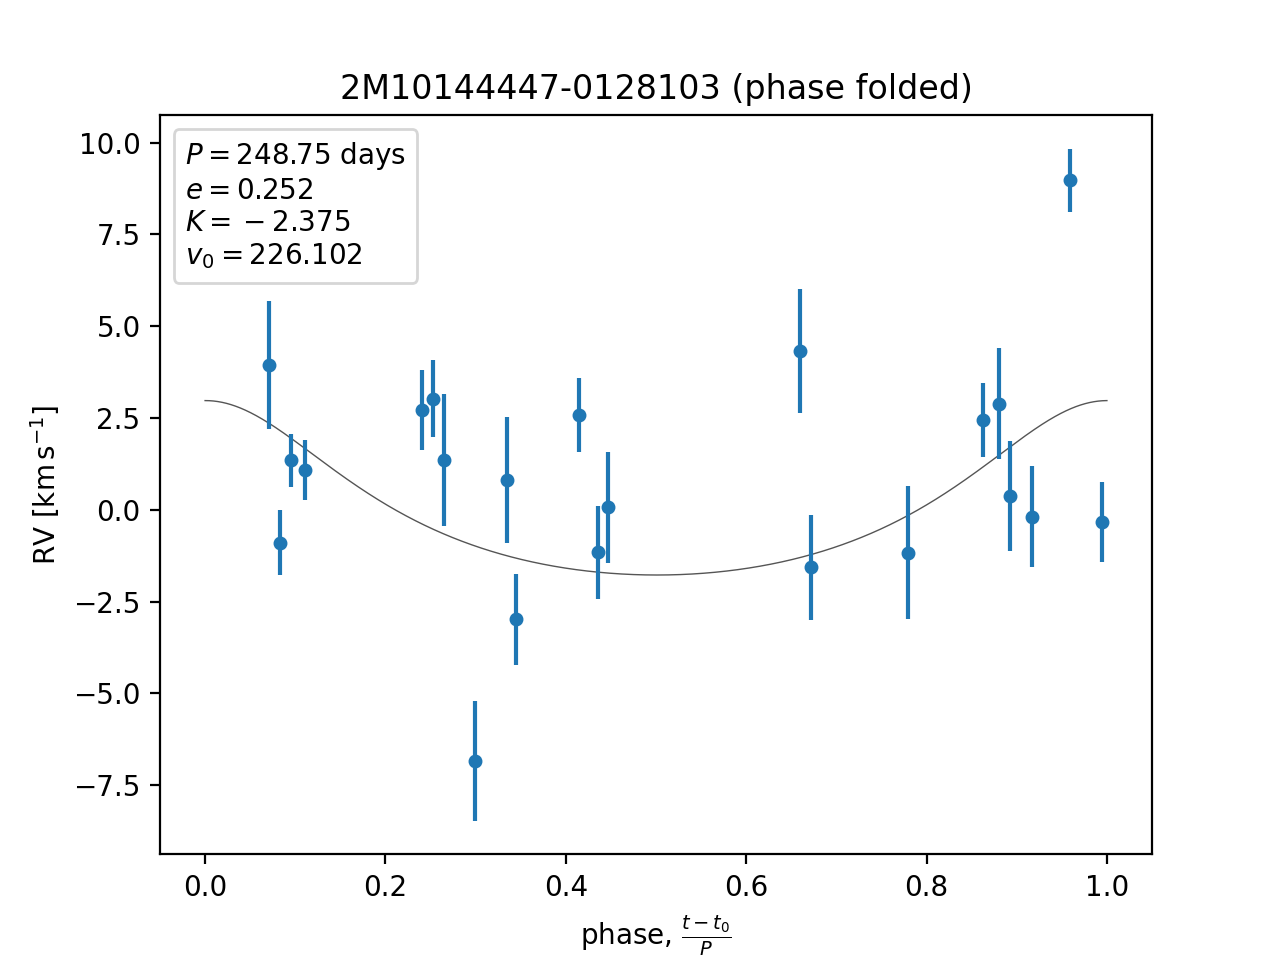 2M10144447-0128103 (phase folded)
P = 248.75 days
e = 0.252
K = −2.375
v₀ = 226.102
10.0
7.5
5.0
2.5
0.0
−2.5
−5.0
−7.5
RV [km s⁻¹]
0.0 0.2 0.4 0.6 0.8 1.0
phase, (t − t₀)/P